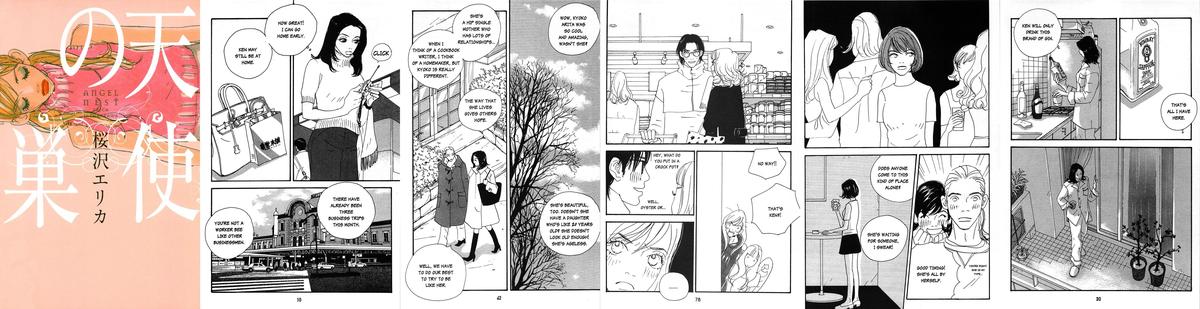 天使の巣
ANGEL NEST
桜沢エリカ
HOW GREAT!
I CAN GO
HOME EARLY.
KEN MAY
STILL BE AT
HOME.
CLICK
THERE
HAVE ALREADY
BEEN THREE
BUSINESS TRIPS
THIS MONTH.
YOU'RE NOT A
WORKER BEE
LIKE OTHER
BUSINESSMEN.
SHE'S
A HIP SINGLE
MOTHER WHO
HAS LOTS OF
RELATIONSHIPS...
WHEN I
THINK OF A COOKBOOK
WRITER, I THINK
OF A HOMEMAKER, BUT
KYOKO IS REALLY
DIFFERENT.
THE WAY THAT
SHE LIVES
GIVES OTHERS
HOPE.
WELL, WE
HAVE TO
DO OUR BEST
TO TRY TO BE
LIKE HER.
WOW, KYOKO
ARITA WAS
SO COOL
AND AMAZING,
WASN'T SHE?
SHE'S BEAUTIFUL,
TOO. DOESN'T SHE
HAVE A DAUGHTER
WHO'S LIKE 20 YEARS
OLD? SHE DOESN'T
LOOK OLD ENOUGH.
SHE'S AGELESS.
62
HEY, WHAT DO
YOU PUT IN A
CROCK POT?
WELL,
OYSTER OR...
NO WAY!!
THAT'S
KEN?!
78
DOES ANYONE
COME TO THIS
KIND OF PLACE
ALONE?
SHE'S WAITING
FOR SOMEONE,
I SWEAR!
GOOD TIMING!
SHE'S ALL BY
HERSELF.
KEN WILL ONLY
DRINK THIS
BRAND OF GIN.
THAT'S
ALL I HAVE
HERE.